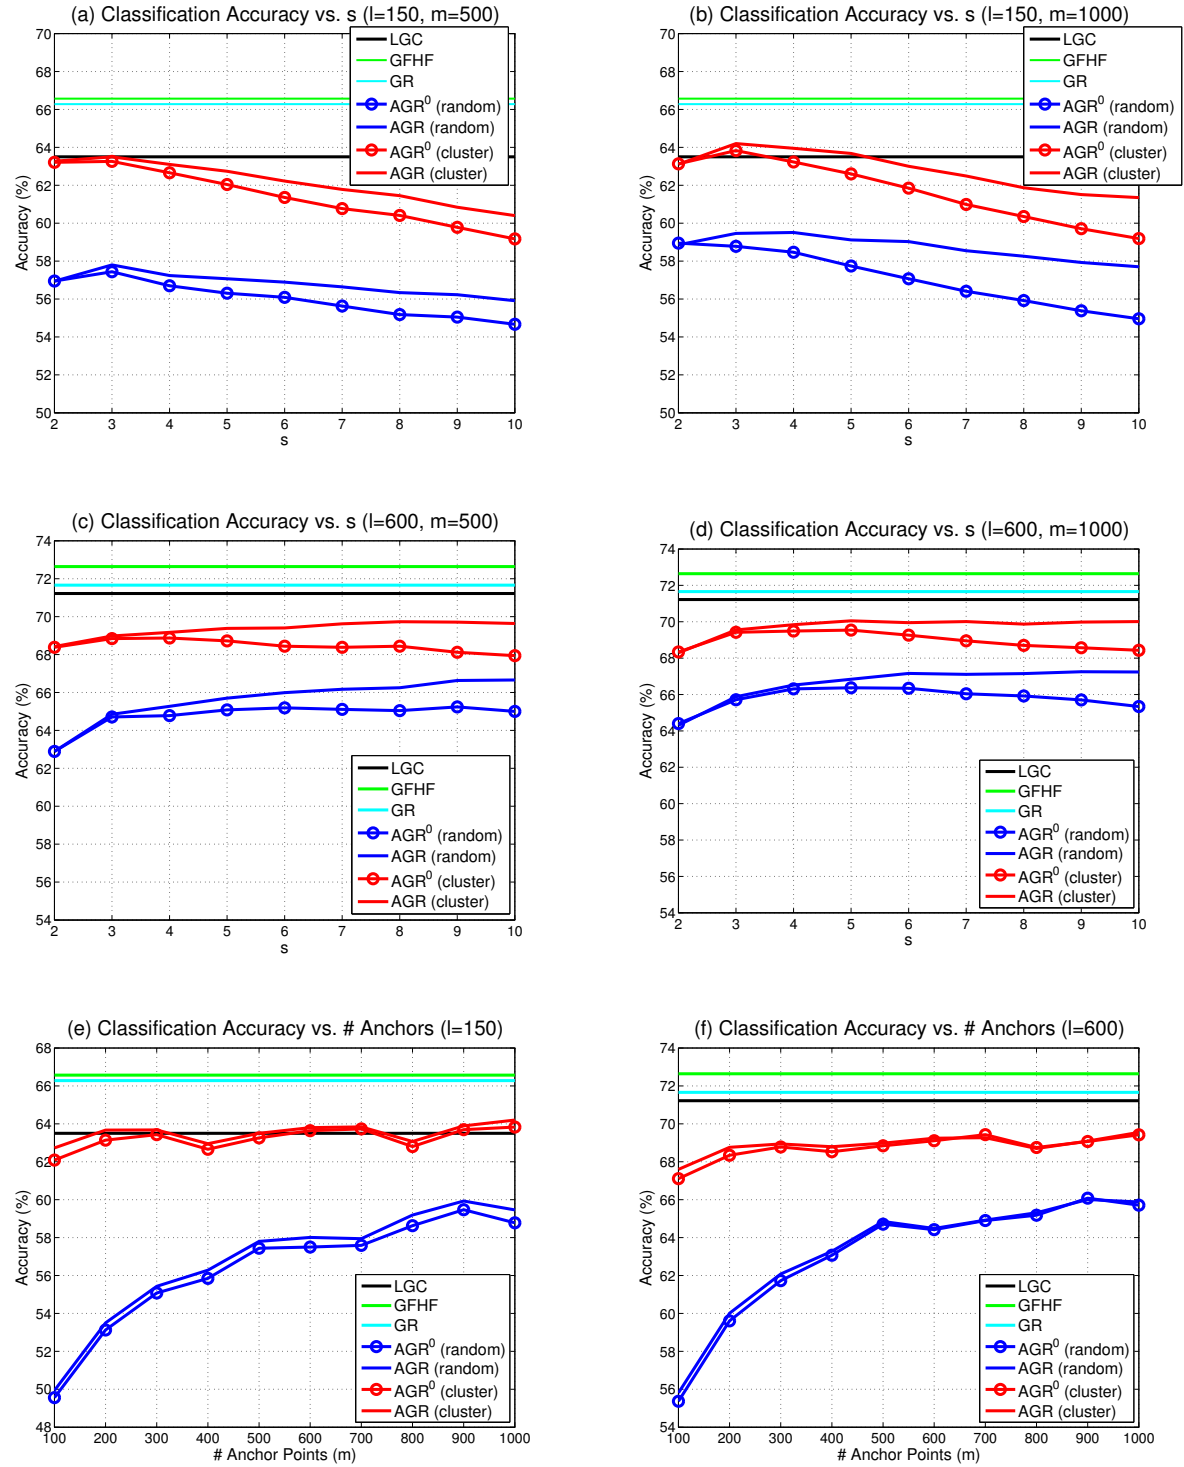 (a) Classification Accuracy vs. s (l=150, m=500)
70
68
66
64
62
60
58
56
54
52
50
Accuracy (%)
2 3 4 5 6 7 8 9 10
s
LGC
GFHF
GR
AGR⁰ (random)
AGR (random)
AGR⁰ (cluster)
AGR (cluster)
(b) Classification Accuracy vs. s (l=150, m=1000)
70
68
66
64
62
60
58
56
54
52
50
Accuracy (%)
2 3 4 5 6 7 8 9 10
s
LGC
GFHF
GR
AGR⁰ (random)
AGR (random)
AGR⁰ (cluster)
AGR (cluster)
(c) Classification Accuracy vs. s (l=600, m=500)
74
72
70
68
66
64
62
60
58
56
54
Accuracy (%)
2 3 4 5 6 7 8 9 10
s
LGC
GFHF
GR
AGR⁰ (random)
AGR (random)
AGR⁰ (cluster)
AGR (cluster)
(d) Classification Accuracy vs. s (l=600, m=1000)
74
72
70
68
66
64
62
60
58
56
54
Accuracy (%)
2 3 4 5 6 7 8 9 10
s
LGC
GFHF
GR
AGR⁰ (random)
AGR (random)
AGR⁰ (cluster)
AGR (cluster)
(e) Classification Accuracy vs. # Anchors (l=150)
68
66
64
62
60
58
56
54
52
50
48
Accuracy (%)
100 200 300 400 500 600 700 800 900 1000
# Anchor Points (m)
LGC
GFHF
GR
AGR⁰ (random)
AGR (random)
AGR⁰ (cluster)
AGR (cluster)
(f) Classification Accuracy vs. # Anchors (l=600)
74
72
70
68
66
64
62
60
58
56
54
Accuracy (%)
100 200 300 400 500 600 700 800 900 1000
# Anchor Points (m)
LGC
GFHF
GR
AGR⁰ (random)
AGR (random)
AGR⁰ (cluster)
AGR (cluster)